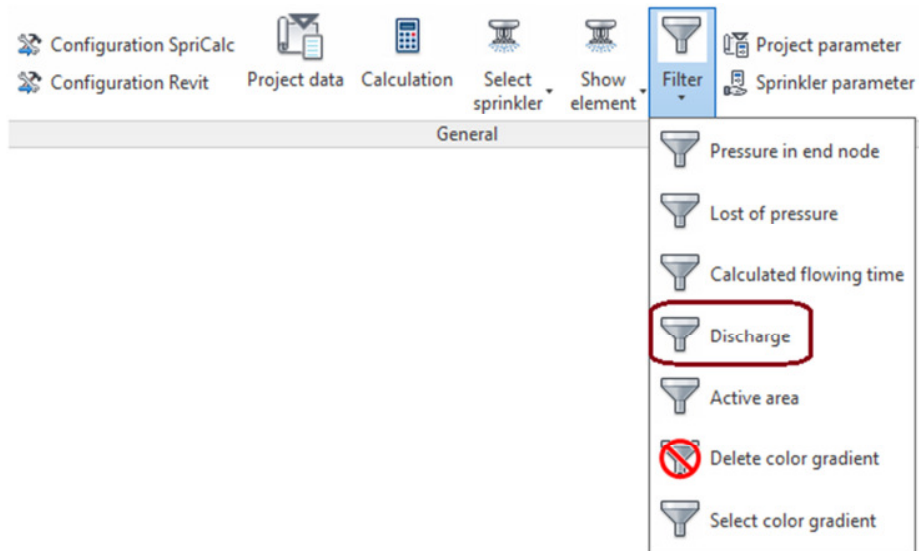 Configuration SpriCalc
Configuration Revit
Project data
Calculation
Select
sprinkler
Show
element
Filter
Project parameter
Sprinkler parameter
General
Pressure in end node
Lost of pressure
Calculated flowing time
Discharge
Active area
Delete color gradient
Select color gradient